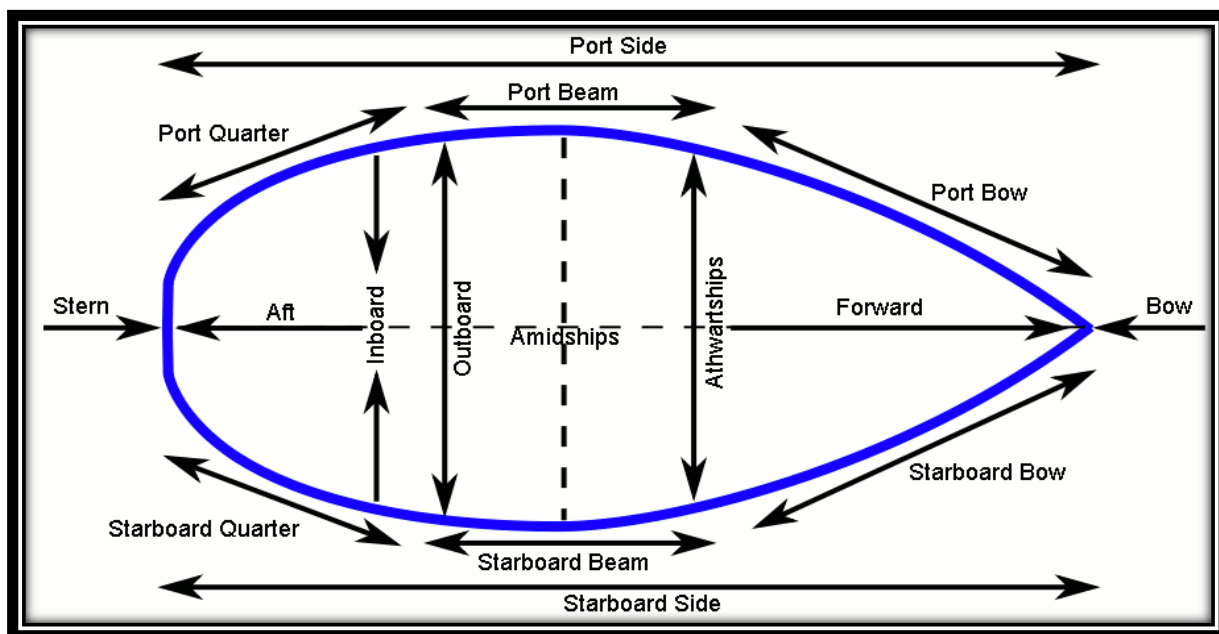 Port Side
Port Beam
Port Quarter
Port Bow
Stern
Aft
Inboard
Outboard
Amidships
Athwartships
Forward
Bow
Starboard Bow
Starboard Quarter
Starboard Beam
Starboard Side